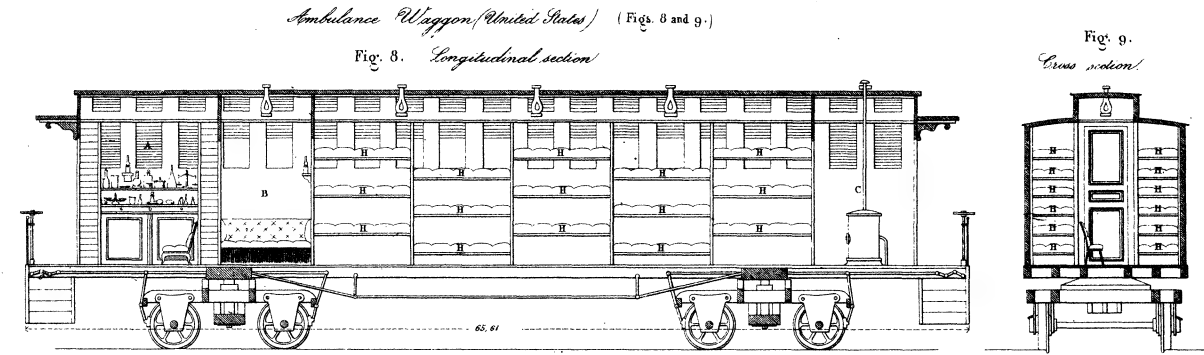 Ambulance Waggon (United States) (Figs. 8 and 9.)
Fig. 8. Longitudinal section
Fig. 9.
Cross section.
A
B
H H H
H H
H H H
H H
H H H
C
H H
H H
H H
H H
H H
H H
65,61